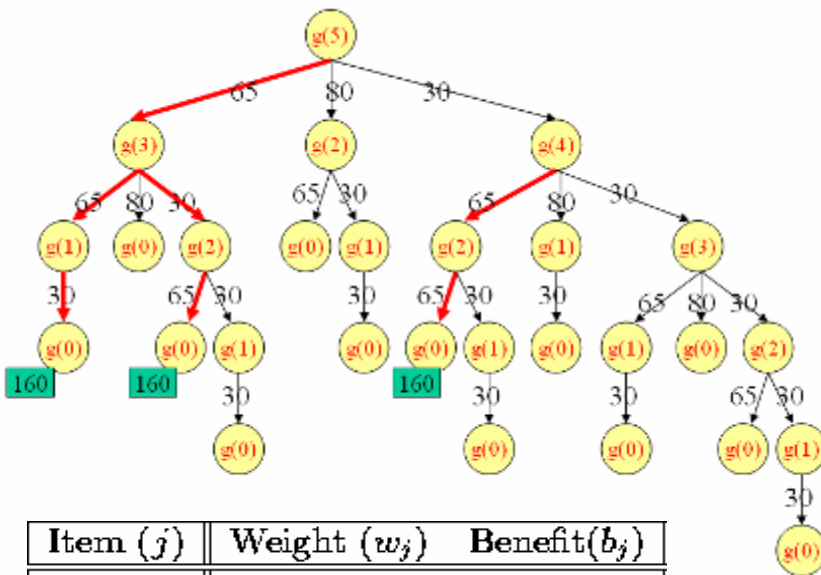 g(5)
65 80 30
g(3) g(2) g(4)
65 80 30 65 30 65 80 30
g(1) g(0) g(2) g(0) g(1) g(2) g(1) g(3)
30 65 30 30 65 30 30 65 80 30
g(0) g(0) g(1) g(0) g(0) g(1) g(0) g(1) g(0) g(2)
160 160 160
30 30 30 65 30
g(0) g(0) g(0) g(0) g(1)
30
g(0)
Item (j) Weight (wj) Benefit(bj)